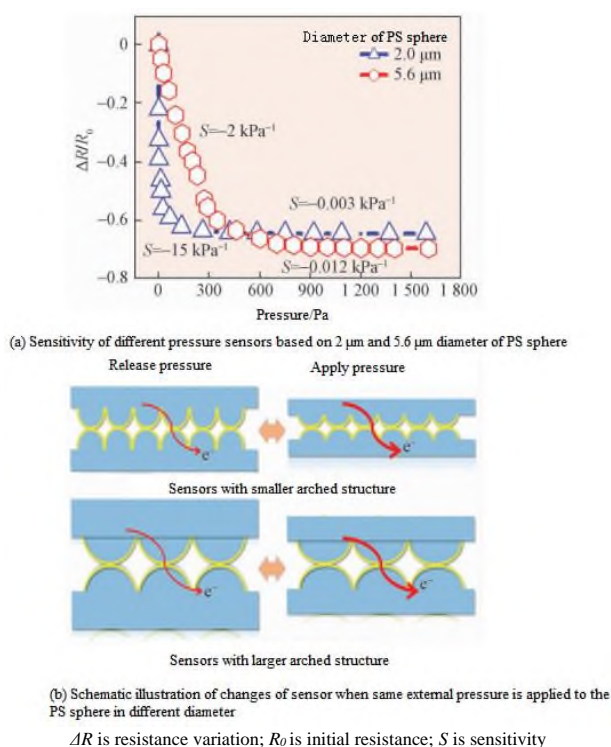 Diameter of PS sphere
2.0 μm
5.6 μm
0
−0.2
−0.4
−0.6
−0.8
ΔR/R₀
S=−2 kPa⁻¹
S=−0.003 kPa⁻¹
S=−15 kPa⁻¹
S=−0.012 kPa⁻¹
0 300 600 900 1 200 1 500 1 800
Pressure/Pa
(a) Sensitivity of different pressure sensors based on 2 μm and 5.6 μm diameter of PS sphere
Release pressure Apply pressure
e⁻ e⁻
Sensors with smaller arched structure
e⁻ e⁻
Sensors with larger arched structure
(b) Schematic illustration of changes of sensor when same external pressure is applied to the
PS sphere in different diameter
ΔR is resistance variation; R₀ is initial resistance; S is sensitivity